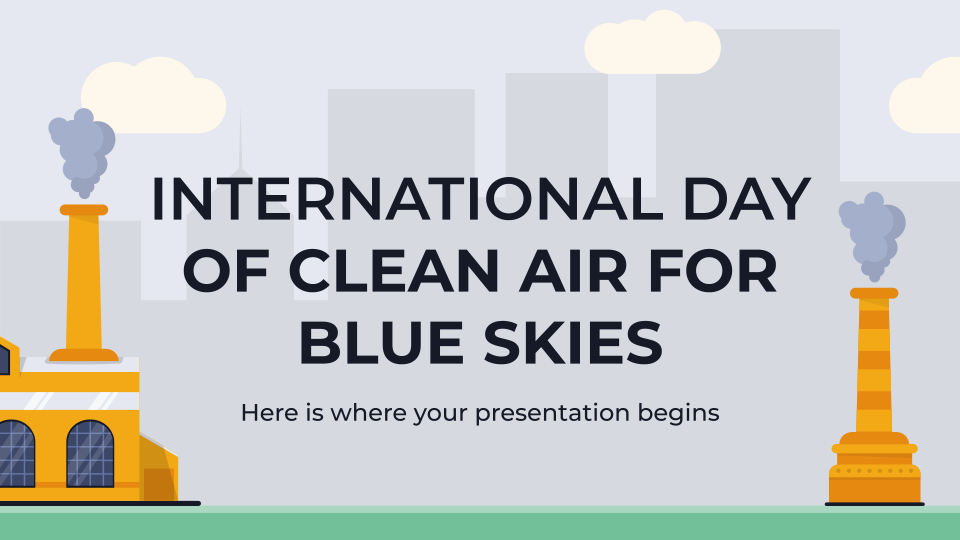 INTERNATIONAL DAY
OF CLEAN AIR FOR
BLUE SKIES
Here is where your presentation begins